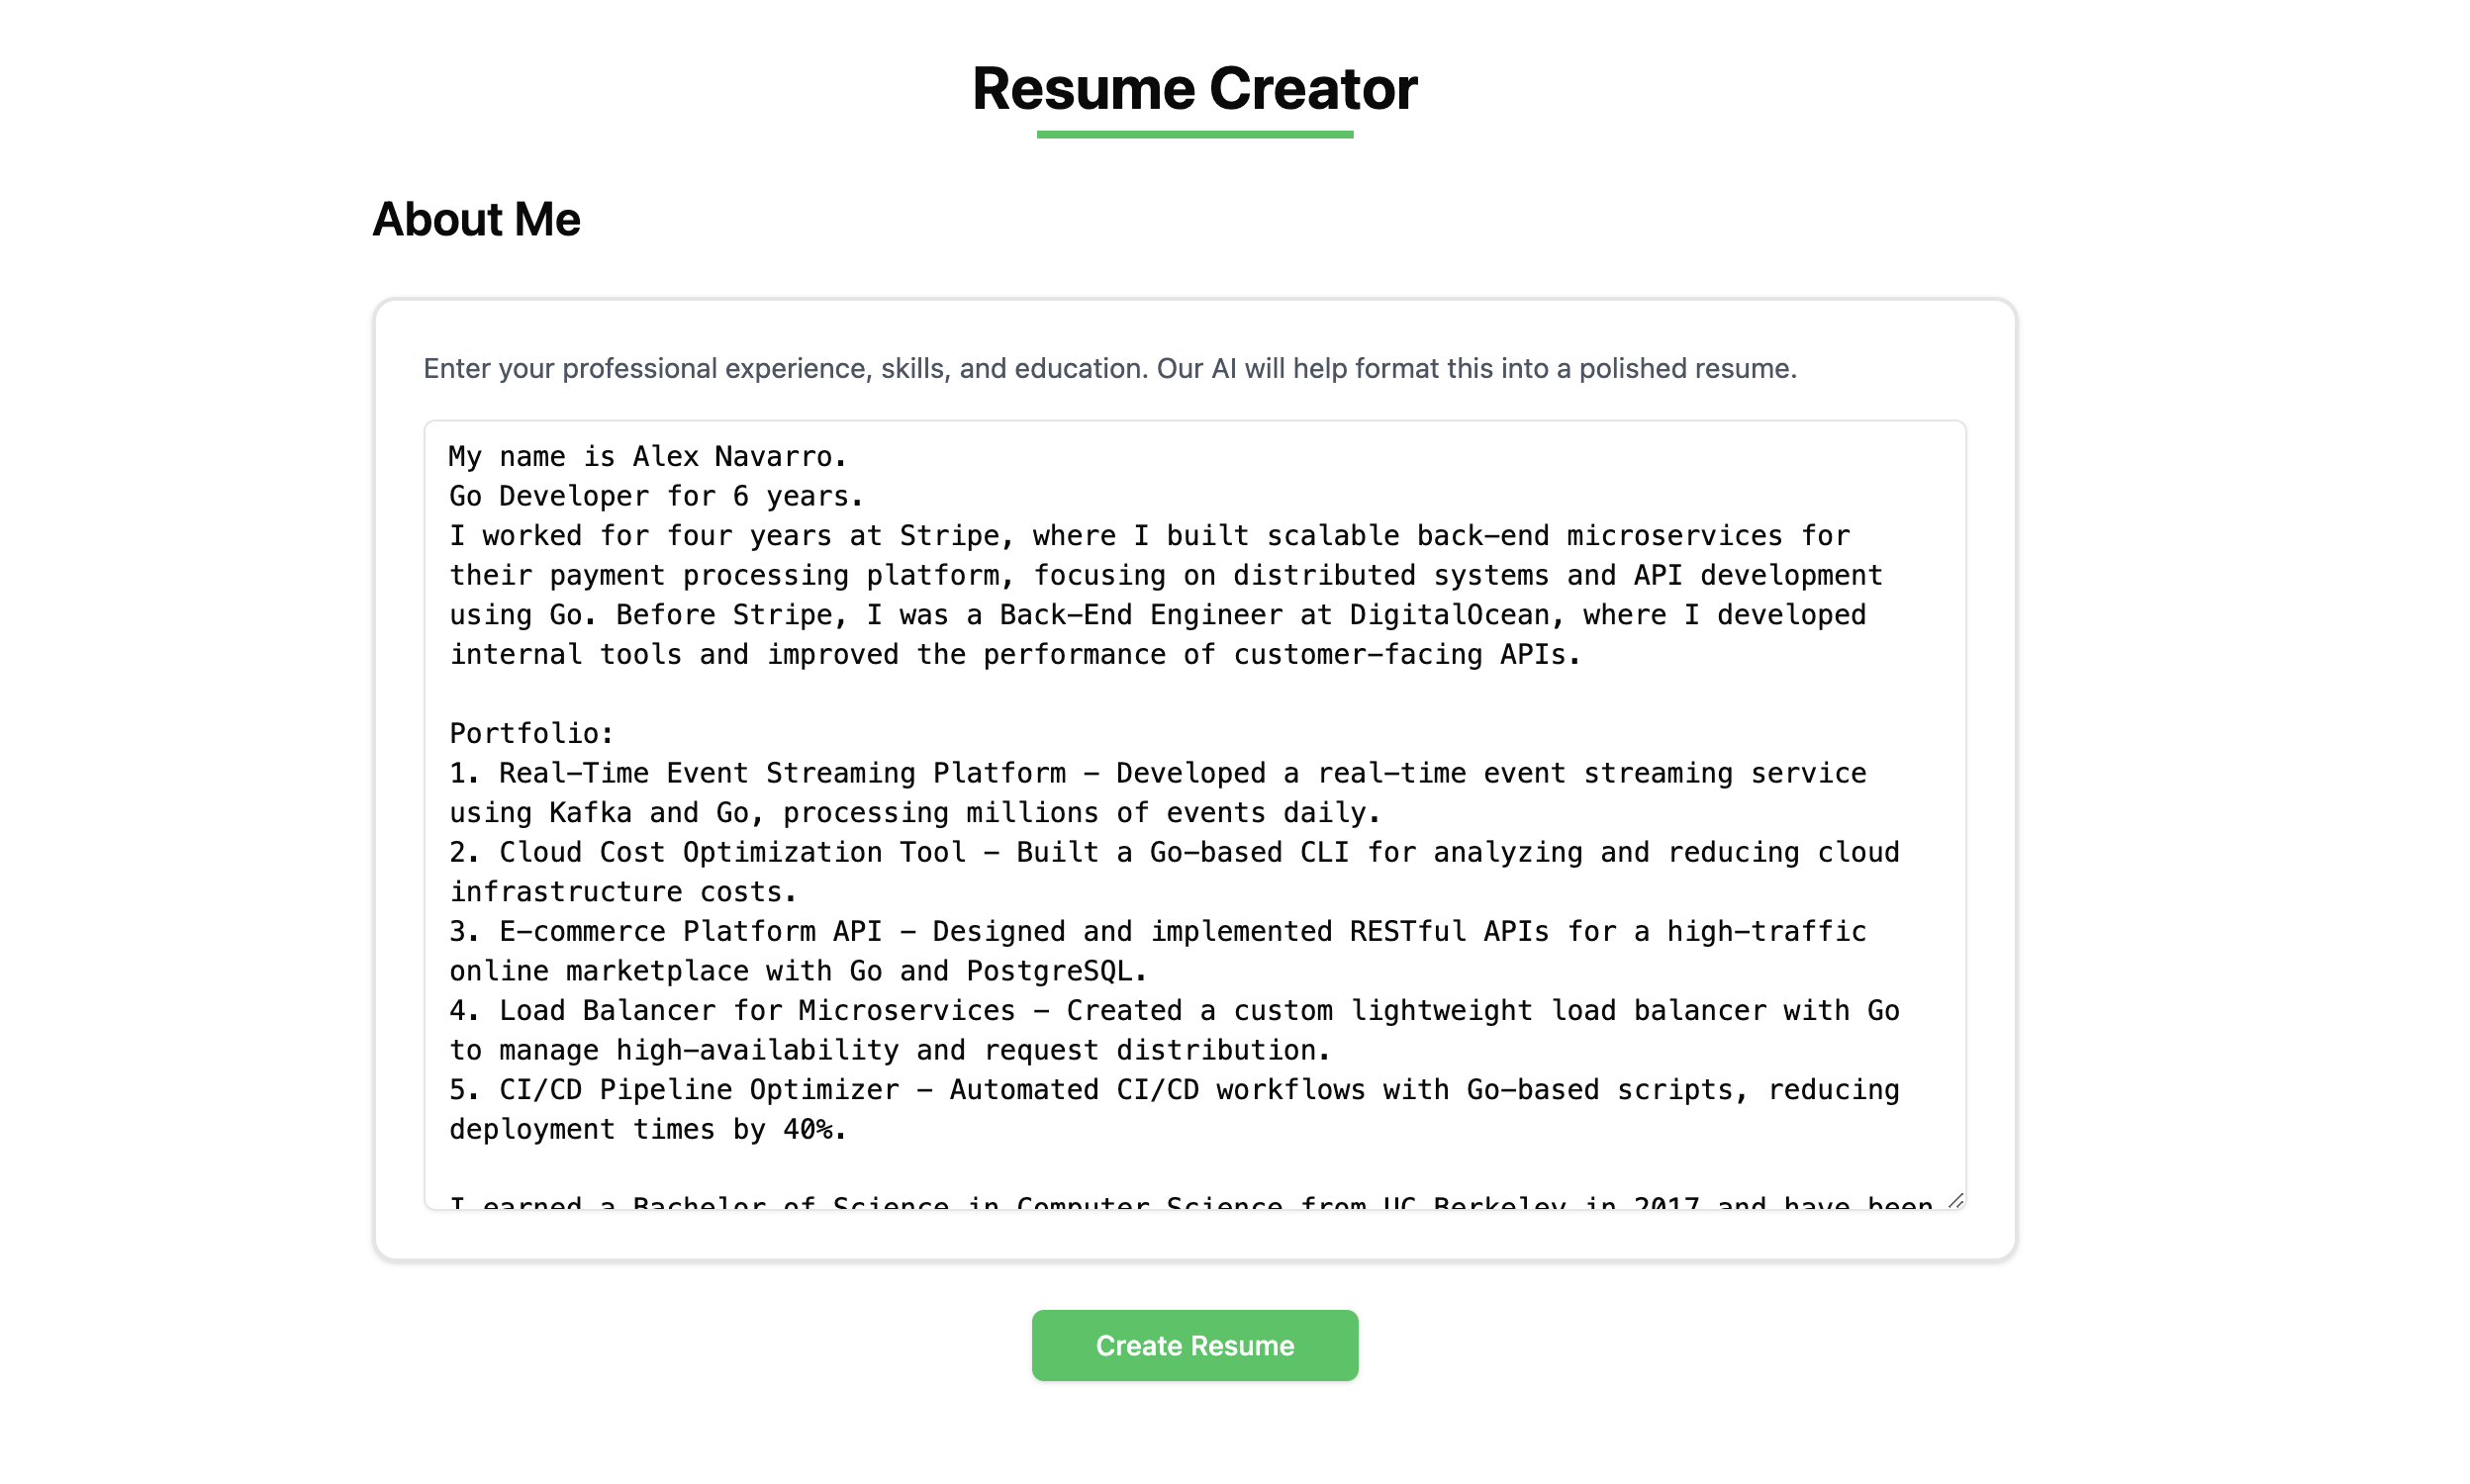 Resume Creator
About Me
Enter your professional experience, skills, and education. Our AI will help format this into a polished resume.
My name is Alex Navarro.
Go Developer for 6 years.
I worked for four years at Stripe, where I built scalable back-end microservices for
their payment processing platform, focusing on distributed systems and API development
using Go. Before Stripe, I was a Back-End Engineer at DigitalOcean, where I developed
internal tools and improved the performance of customer-facing APIs.
Portfolio:
1. Real-Time Event Streaming Platform – Developed a real-time event streaming service
using Kafka and Go, processing millions of events daily.
2. Cloud Cost Optimization Tool – Built a Go-based CLI for analyzing and reducing cloud
infrastructure costs.
3. E-commerce Platform API – Designed and implemented RESTful APIs for a high-traffic
online marketplace with Go and PostgreSQL.
4. Load Balancer for Microservices – Created a custom lightweight load balancer with Go
to manage high-availability and request distribution.
5. CI/CD Pipeline Optimizer – Automated CI/CD workflows with Go-based scripts, reducing
deployment times by 40%.
I earned a Bachelor of Science in Computer Science from UC Berkeley in 2017 and have been
Create Resume